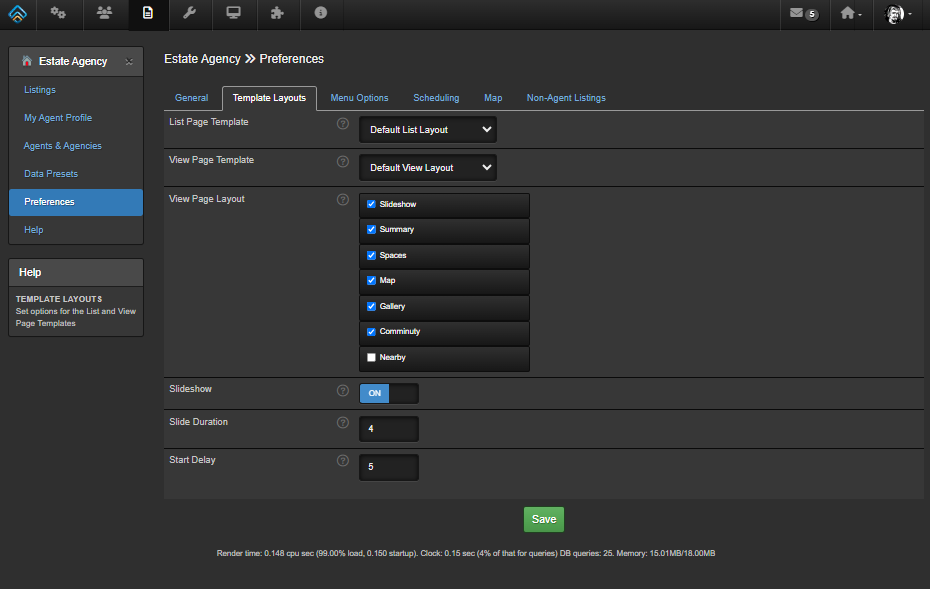 5
Estate Agency
Listings
My Agent Profile
Agents & Agencies
Data Presets
Preferences
Help
Help
TEMPLATE LAYOUTS
Set options for the List and View
Page Templates
Estate Agency >> Preferences
General
Template Layouts
Menu Options
Scheduling
Map
Non-Agent Listings
List Page Template
?
Default List Layout
View Page Template
?
Default View Layout
View Page Layout
?
Slideshow
Summary
Spaces
Map
Gallery
Comminuty
Nearby
Slideshow
?
ON
Slide Duration
?
4
Start Delay
?
5
Save
Render time: 0.148 cpu sec (99.00% load, 0.150 startup). Clock: 0.15 sec (4% of that for queries) DB queries: 25. Memory: 15.01MB/18.00MB